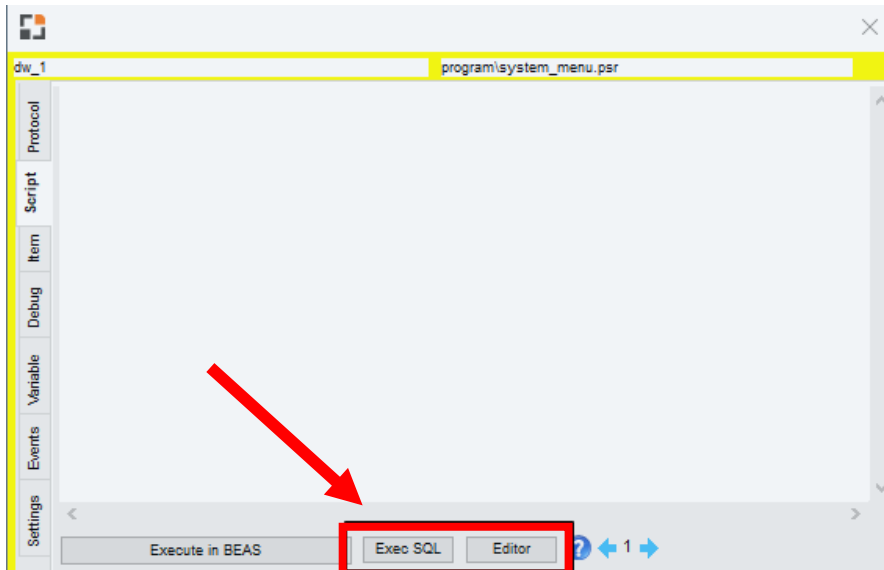 dw_1 program\system_menu.psr
Protocol
Script
Item
Debug
Variable
Events
Settings
Execute in BEAS Exec SQL Editor ? 1